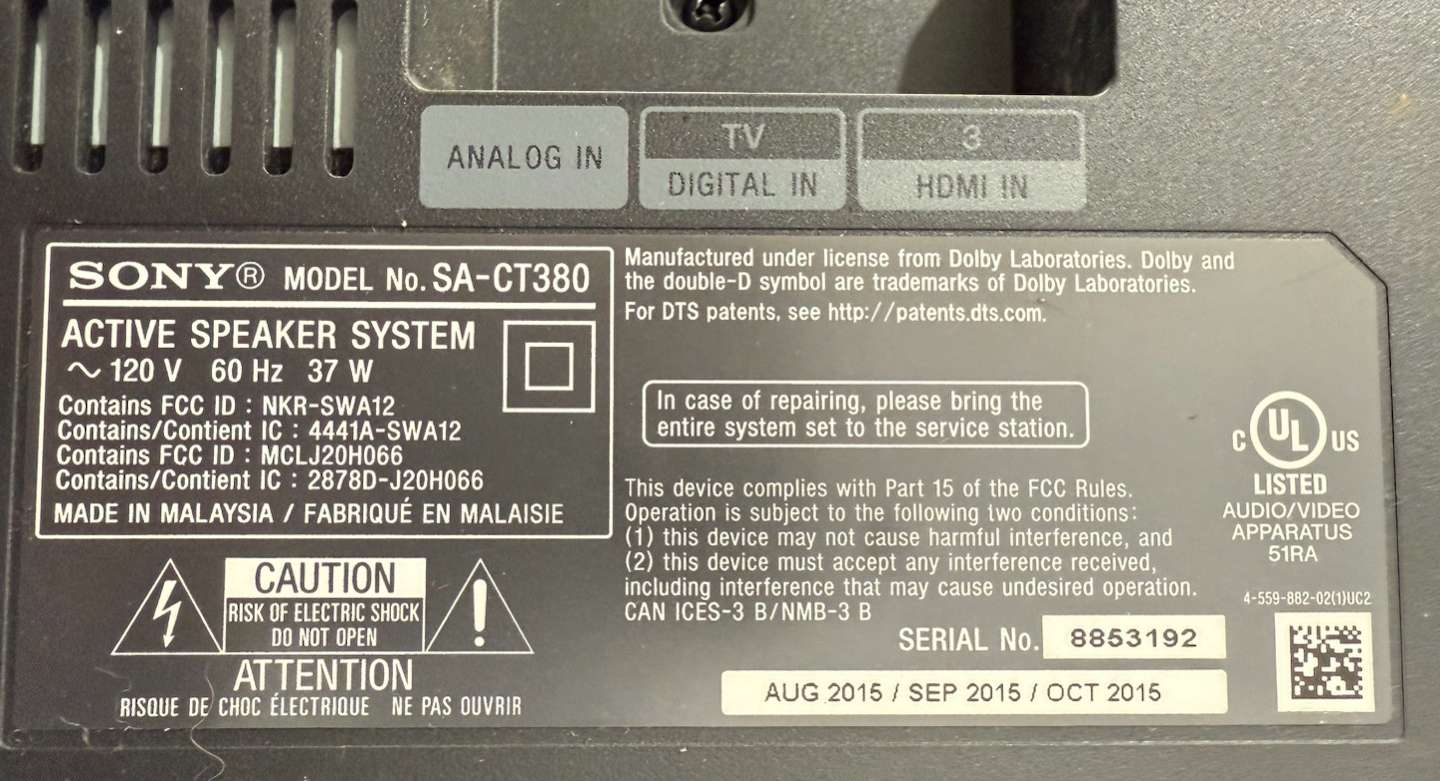 ANALOG IN
TV
DIGITAL IN
3
HDMI IN
SONY® MODEL No. SA-CT380
ACTIVE SPEAKER SYSTEM
~ 120 V 60 Hz 37 W
Contains FCC ID : NKR-SWA12
Contains/Contient IC : 4441A-SWA12
Contains FCC ID : MCLJ20H066
Contains/Contient IC : 2878D-J20H066
MADE IN MALAYSIA / FABRIQUÉ EN MALAISIE
CAUTION
RISK OF ELECTRIC SHOCK
DO NOT OPEN
ATTENTION
RISQUE DE CHOC ÉLECTRIQUE NE PAS OUVRIR
Manufactured under license from Dolby Laboratories. Dolby and
the double-D symbol are trademarks of Dolby Laboratories.
For DTS patents, see http://patents.dts.com.
In case of repairing, please bring the
entire system set to the service station.
This device complies with Part 15 of the FCC Rules.
Operation is subject to the following two conditions:
(1) this device may not cause harmful interference, and
(2) this device must accept any interference received,
including interference that may cause undesired operation.
CAN ICES-3 B/NMB-3 B
C UL US
LISTED
AUDIO/VIDEO
APPARATUS
51RA
4-559-882-02(1)UC2
SERIAL No. 8853192
AUG 2015 / SEP 2015 / OCT 2015